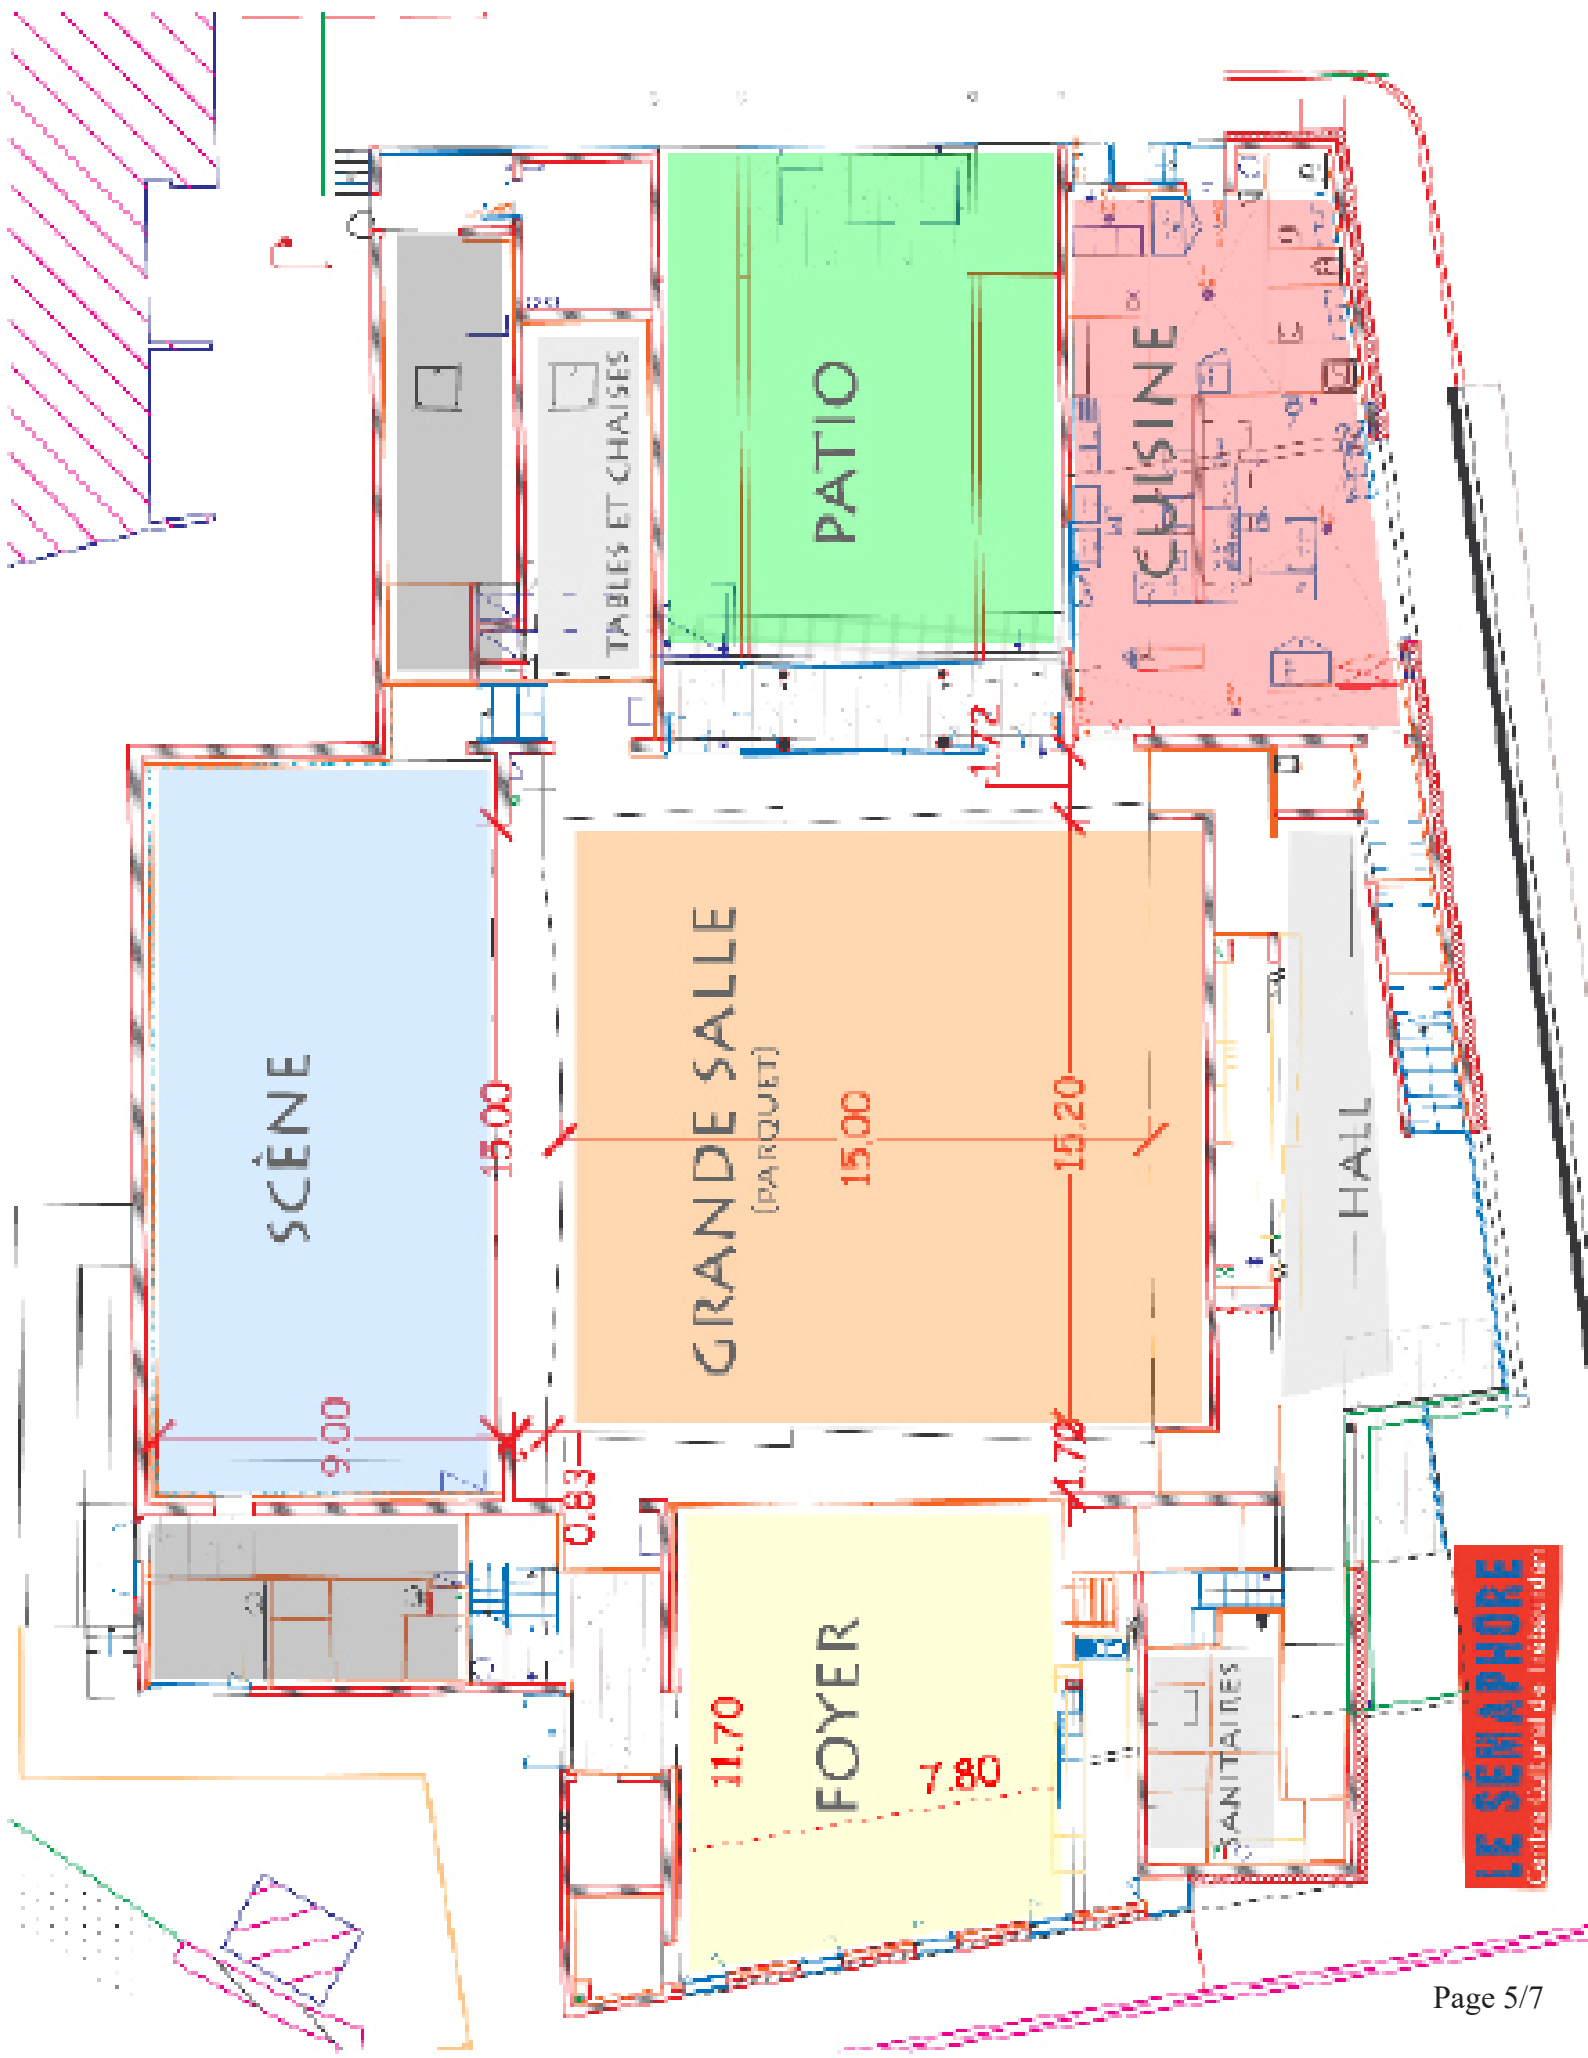 TABLES ET CHAISES
PATIO
CUISINE
1.72
SCÈNE
15.00
9.00
GRANDE SALLE
(PARQUET)
15.00
15.20
HALL
0.83
1.70
FOYER
11.70
7.80
SANITAIRES
LE SÉMAPHORE
Page 5/7